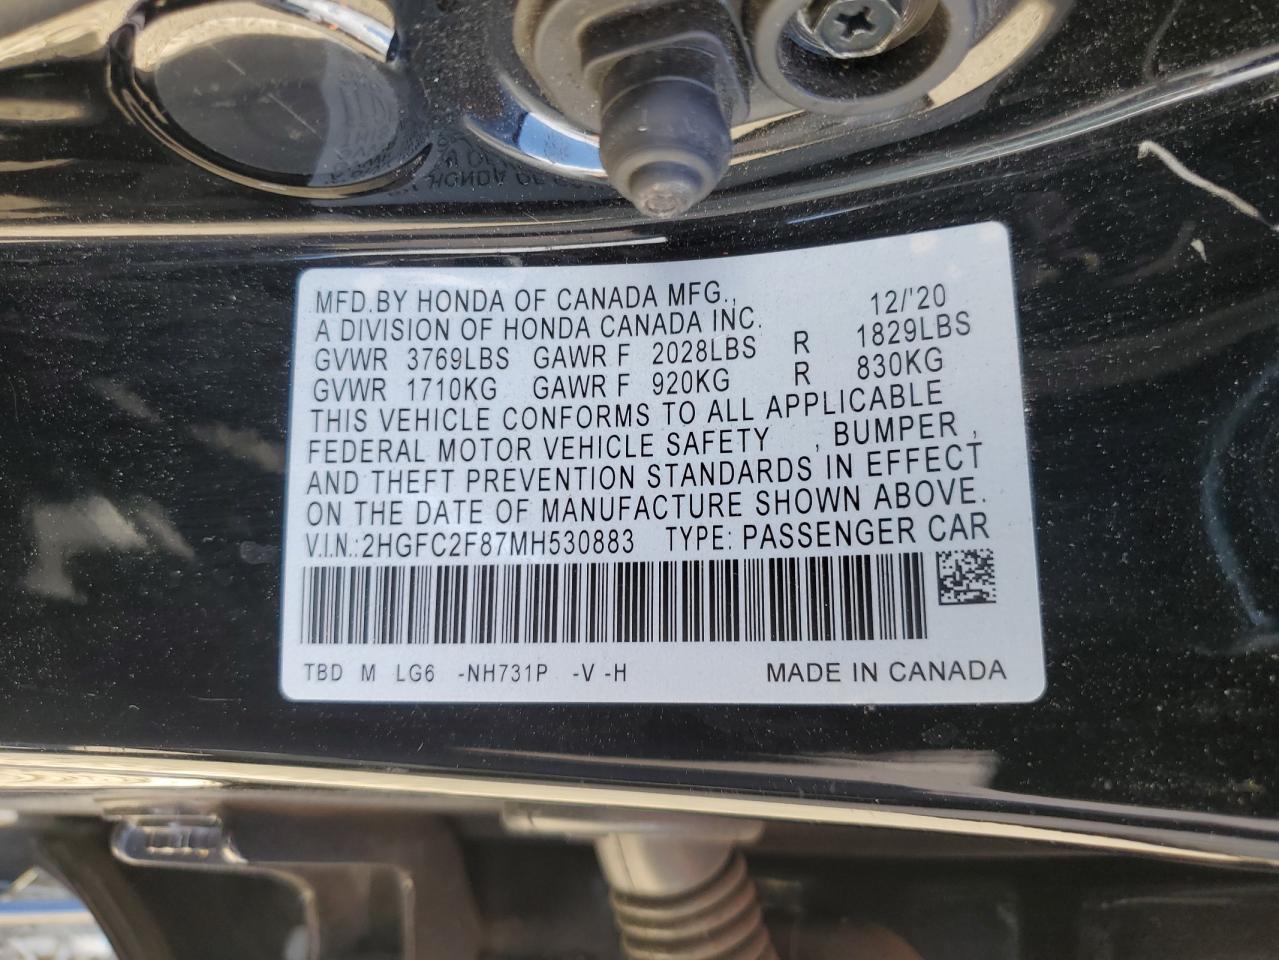 MFD.BY HONDA OF CANADA MFG., 12/'20
A DIVISION OF HONDA CANADA INC.
GVWR 3769LBS GAWR F 2028LBS R 1829LBS
GVWR 1710KG GAWR F 920KG R 830KG
THIS VEHICLE CONFORMS TO ALL APPLICABLE
FEDERAL MOTOR VEHICLE SAFETY , BUMPER ,
AND THEFT PREVENTION STANDARDS IN EFFECT
ON THE DATE OF MANUFACTURE SHOWN ABOVE.
V.I.N.:2HGFC2F87MH530883 TYPE: PASSENGER CAR
TBD M LG6 -NH731P -V -H MADE IN CANADA